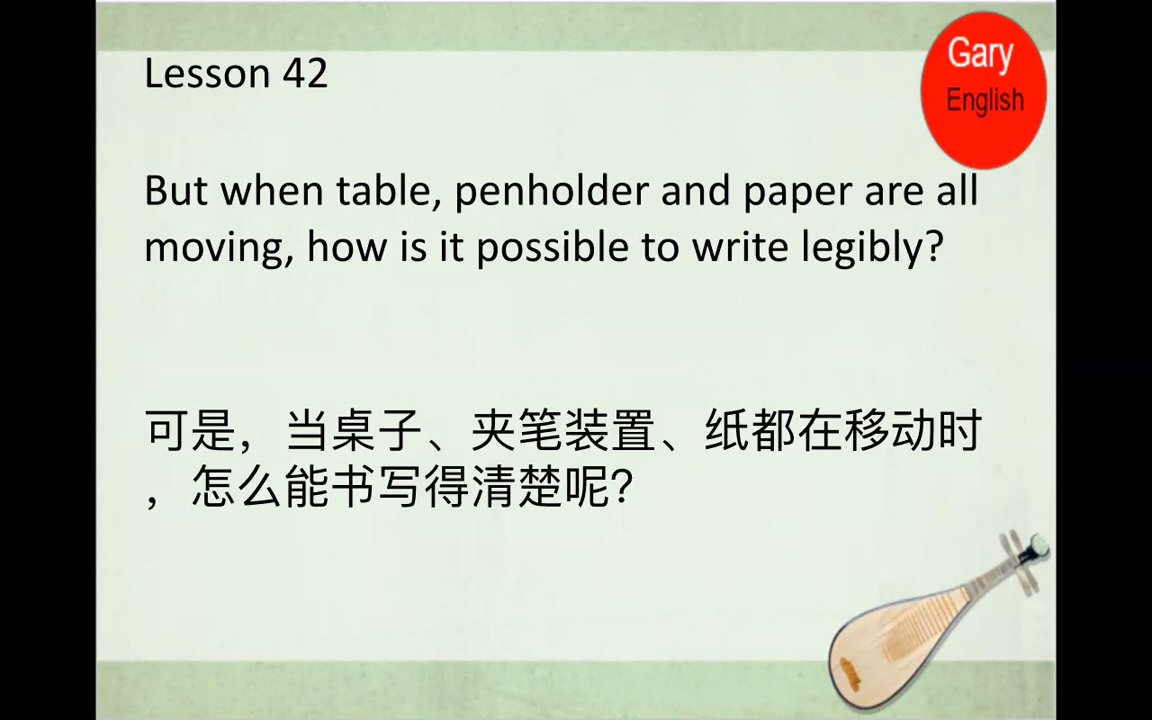 Lesson 42
Gary
English
But when table, penholder and paper are all
moving, how is it possible to write legibly?
可是，当桌子、夹笔装置、纸都在移动时
，怎么能书写得清楚呢？